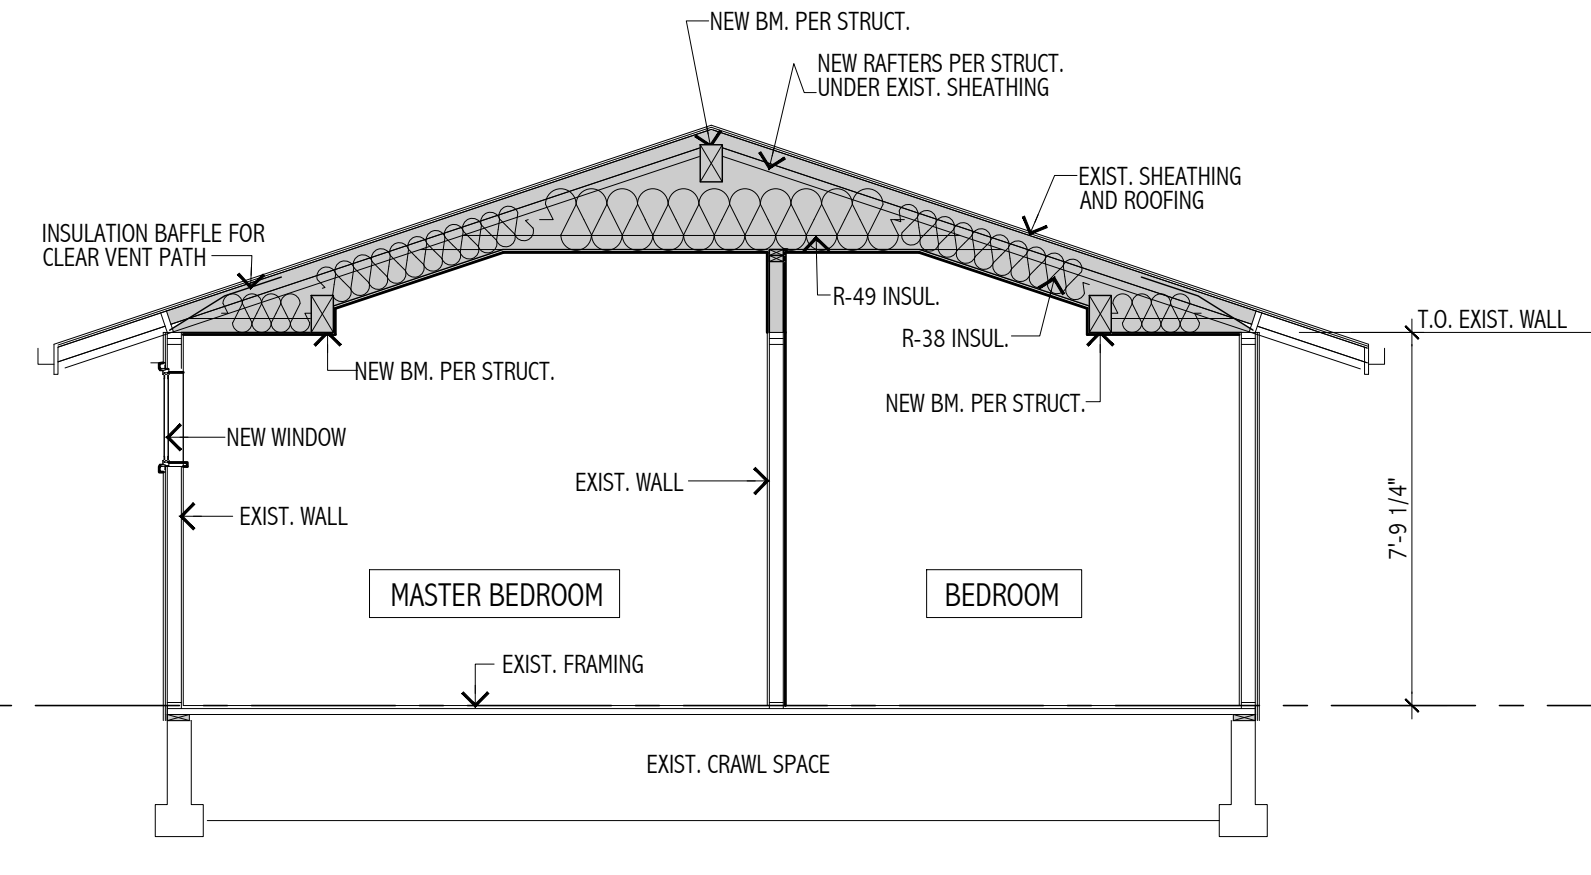 NEW BM. PER STRUCT.
NEW RAFTERS PER STRUCT.
UNDER EXIST. SHEATHING
EXIST. SHEATHING
AND ROOFING
INSULATION BAFFLE FOR
CLEAR VENT PATH
R-49 INSUL.
T.O. EXIST. WALL
R-38 INSUL.
NEW BM. PER STRUCT.
NEW BM. PER STRUCT.
NEW WINDOW
EXIST. WALL
EXIST. WALL
7'-9 1/4"
MASTER BEDROOM
BEDROOM
EXIST. FRAMING
EXIST. CRAWL SPACE